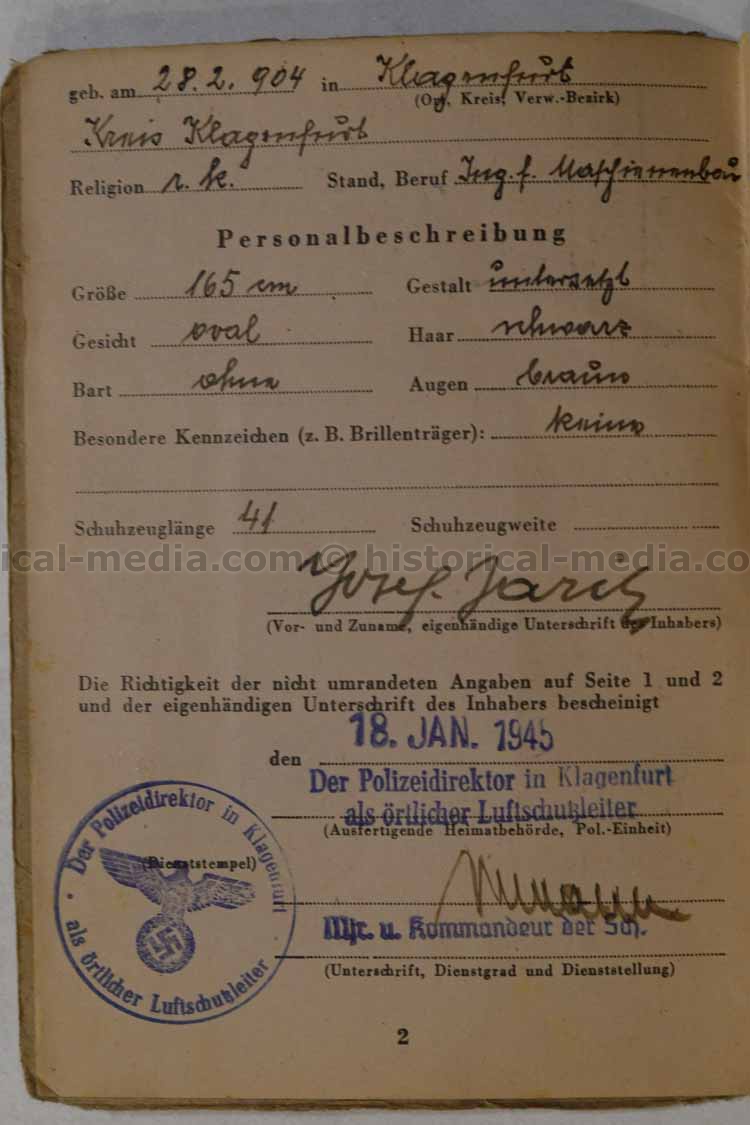 geb. am 28.2.904 in Klagenfurt
(Ort, Kreis, Verw.-Bezirk)
Kreis Klagenfurt
Religion r. k. Stand, Beruf Ing. f. Maschienenbau
Personalbeschreibung
Größe 165 cm Gestalt untersetzt
Gesicht oval Haar schwarz
Bart ohne Augen braun
Besondere Kennzeichen (z. B. Brillenträger): keine
Schuhzeuglänge 41 Schuhzeugweite
ical-media.com © historical-media.co
Josef Jaritz
(Vor- und Zuname, eigenhändige Unterschrift des Inhabers)
Die Richtigkeit der nicht umrandeten Angaben auf Seite 1 und 2
und der eigenhändigen Unterschrift des Inhabers bescheinigt
18. JAN. 1945
den
Der Polizeidirektor in Klagenfurt
als örtlicher Luftschutzleiter
(Ausfertigende Heimatbehörde, Pol.-Einheit)
Der Polizeidirektor in Klagenfurt
als örtlicher Luftschutzleiter
(Dienststempel)
u. Kommandeur der Sch.
(Unterschrift, Dienstgrad und Dienststellung)
2